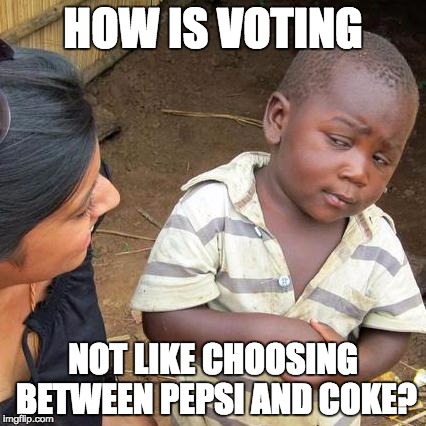 HOW IS VOTING
NOT LIKE CHOOSING
BETWEEN PEPSI AND COKE?
imgflip.com